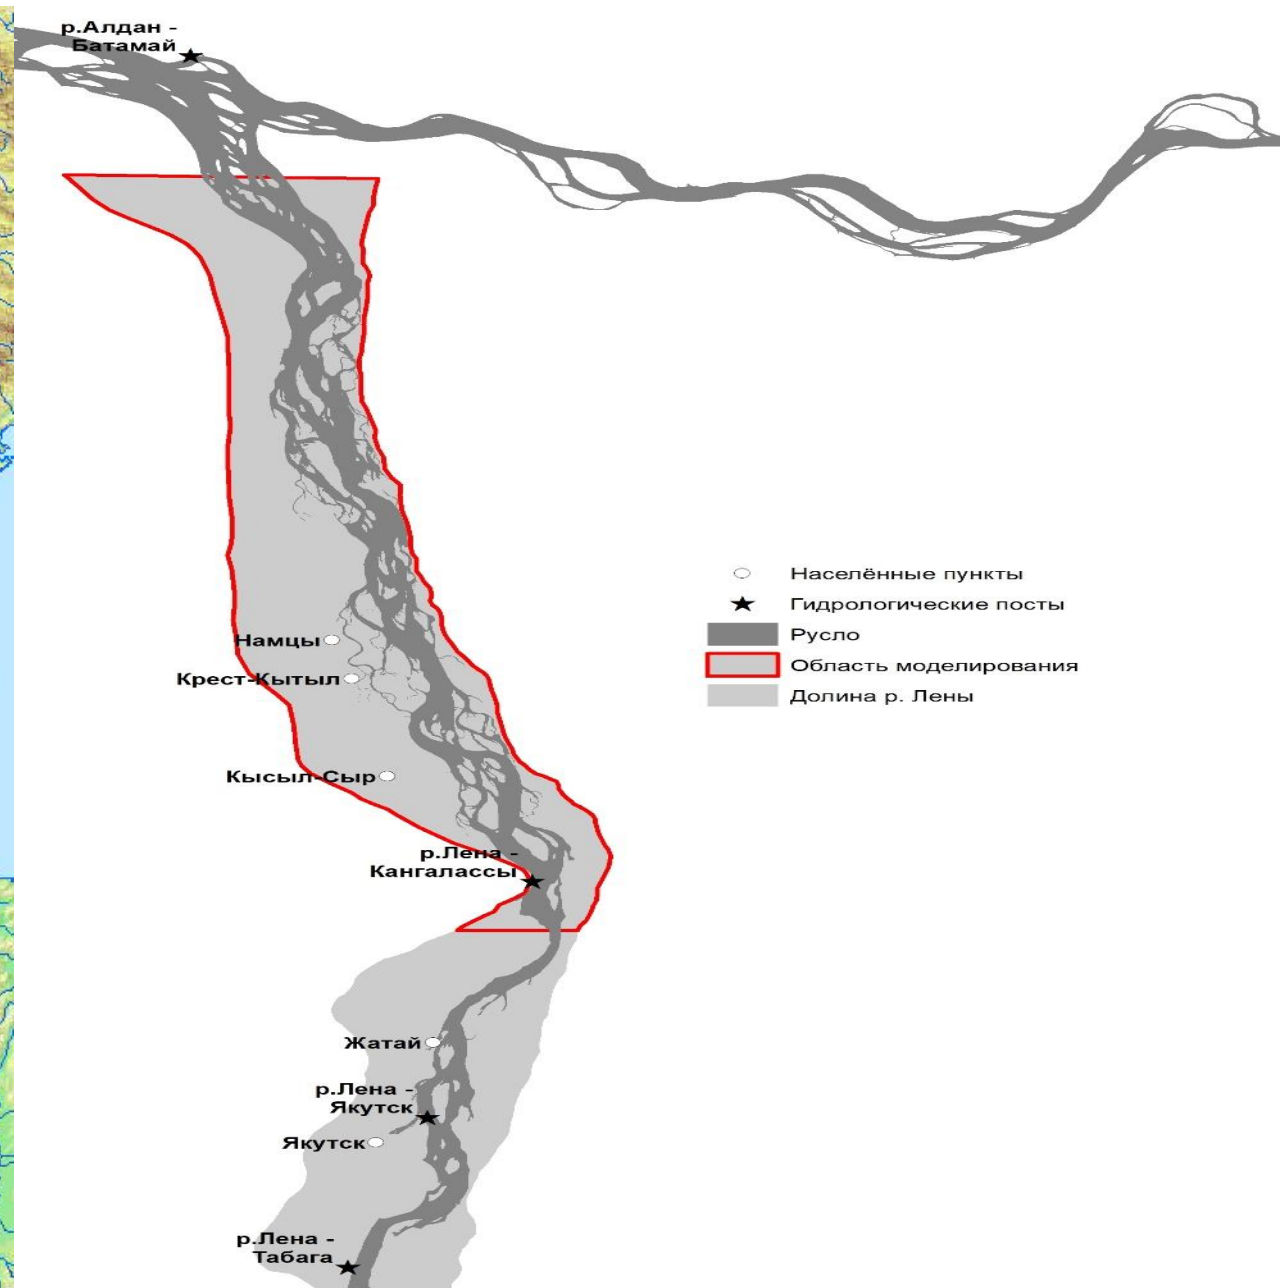 р.Алдан -
Батамай
Населённые пункты
Гидрологические посты
Русло
Область моделирования
Долина р. Лены
Намцы
Крест-Кытыл
Кысыл-Сыр
р.Лена -
Кангалассы
Жатай
р.Лена -
Якутск
Якутск
р.Лена -
Табага